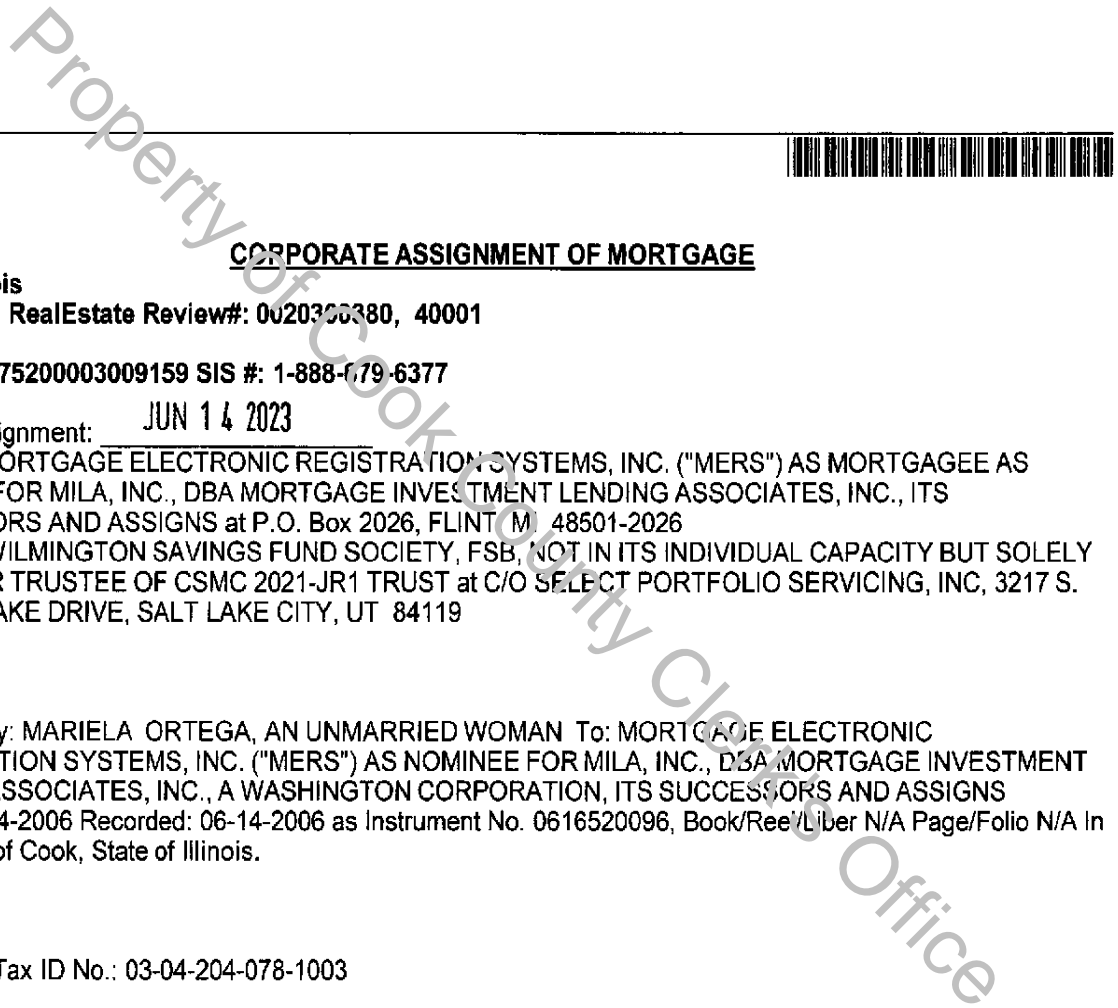 Property of Cook County Clerk's Office
CORPORATE ASSIGNMENT OF MORTGAGE
is
RealEstate Review#: 40001
75200003009159 SIS #: 1-888-679-6377
ignment: JUN 14 2023
ORTGAGE ELECTRONIC REGISTRATION SYSTEMS, INC. ("MERS") AS MORTGAGEE AS
FOR MILA, INC., DBA MORTGAGE INVESTMENT LENDING ASSOCIATES, INC., ITS
ORS AND ASSIGNS at P.O. Box 2026, FLINT MI 48501-2026
WILMINGTON SAVINGS FUND SOCIETY, FSB, NOT IN ITS INDIVIDUAL CAPACITY BUT SOLELY
R TRUSTEE OF CSMC 2021-JR1 TRUST at C/O SELECT PORTFOLIO SERVICING, INC, 3217 S.
AKE DRIVE, SALT LAKE CITY, UT 84119
y: MARIELA ORTEGA, AN UNMARRIED WOMAN To: MORTGAGE ELECTRONIC
TION SYSTEMS, INC. ("MERS") AS NOMINEE FOR MILA, INC., DBA MORTGAGE INVESTMENT
ASSOCIATES, INC., A WASHINGTON CORPORATION, ITS SUCCESSORS AND ASSIGNS
4-2006 Recorded: 06-14-2006 as Instrument No. 0616520096, Book/Reel/Liber N/A Page/Folio N/A In
of Cook, State of Illinois.
Tax ID No.: 03-04-204-078-1003